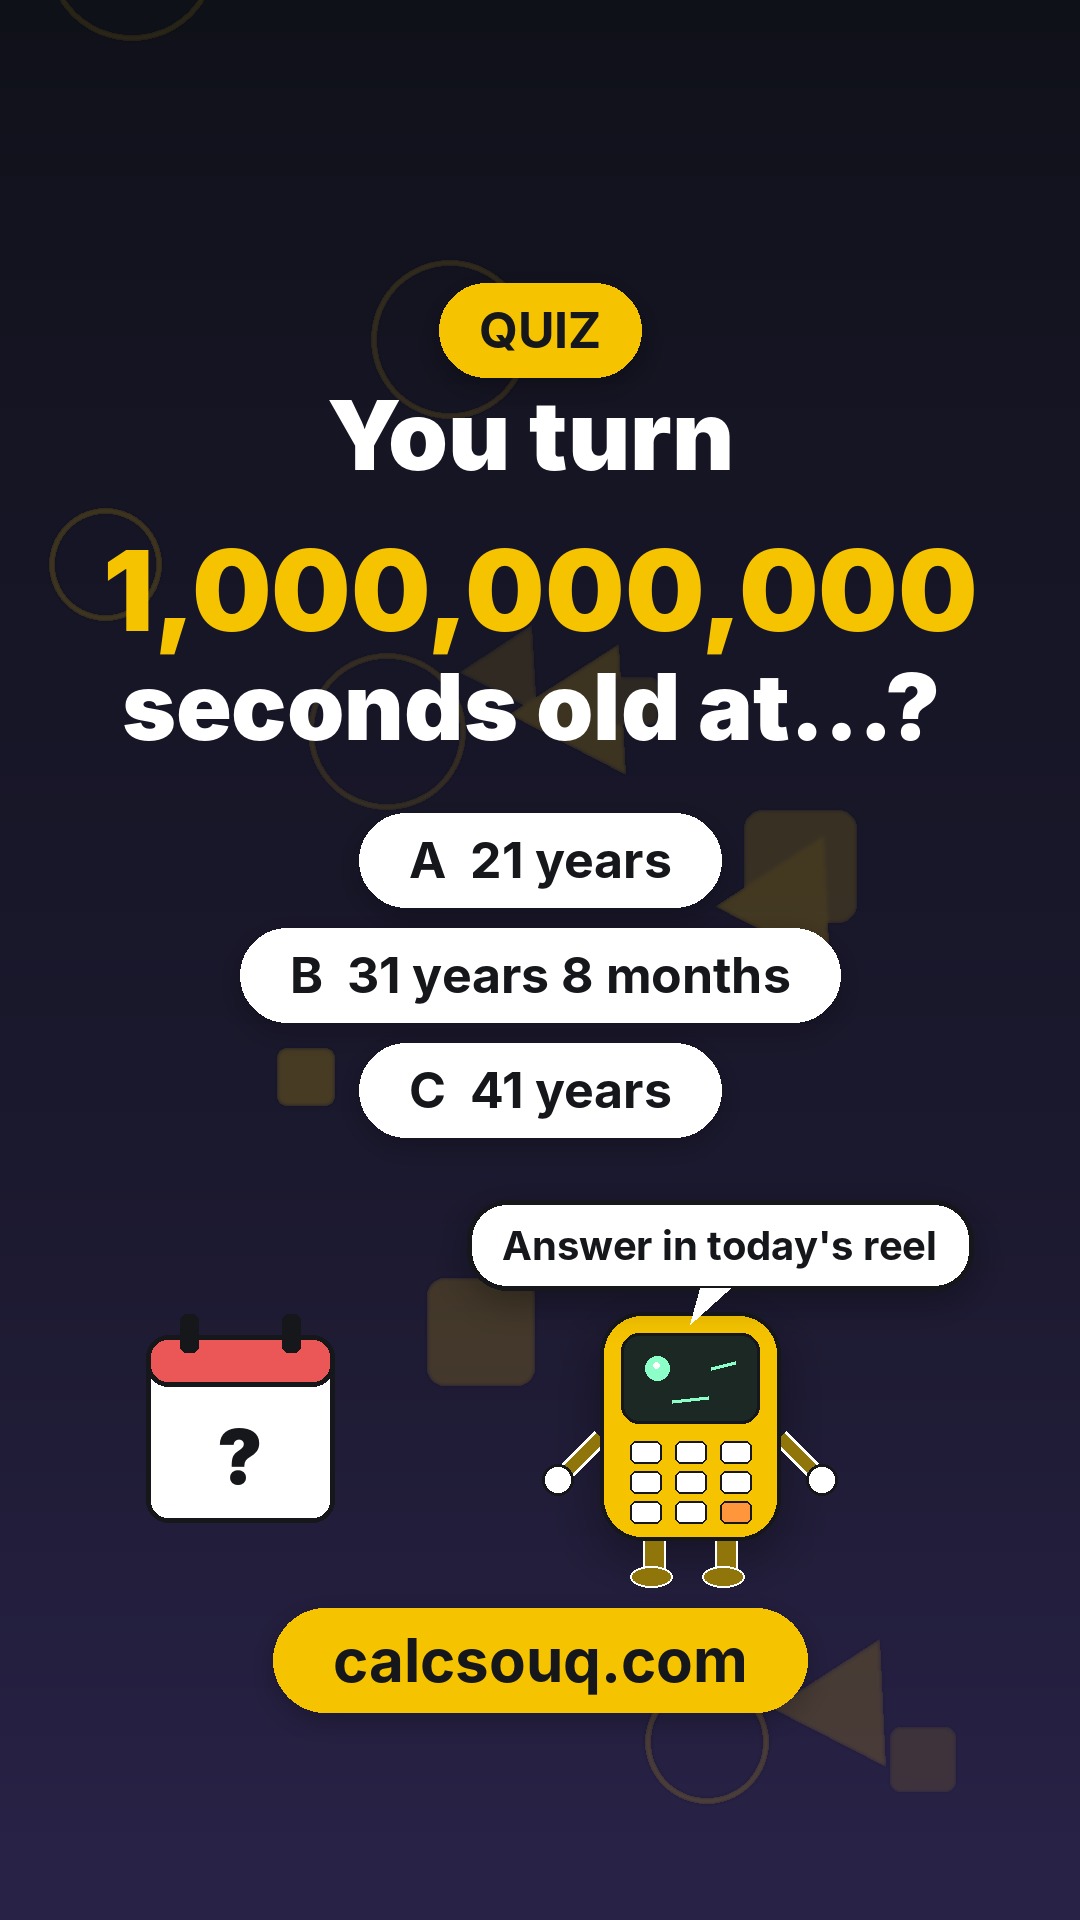 QUIZ
You turn
1,000,000,000
seconds old at...?
A 21 years
B 31 years 8 months
C 41 years
Answer in today's reel
?
calcsouq.com